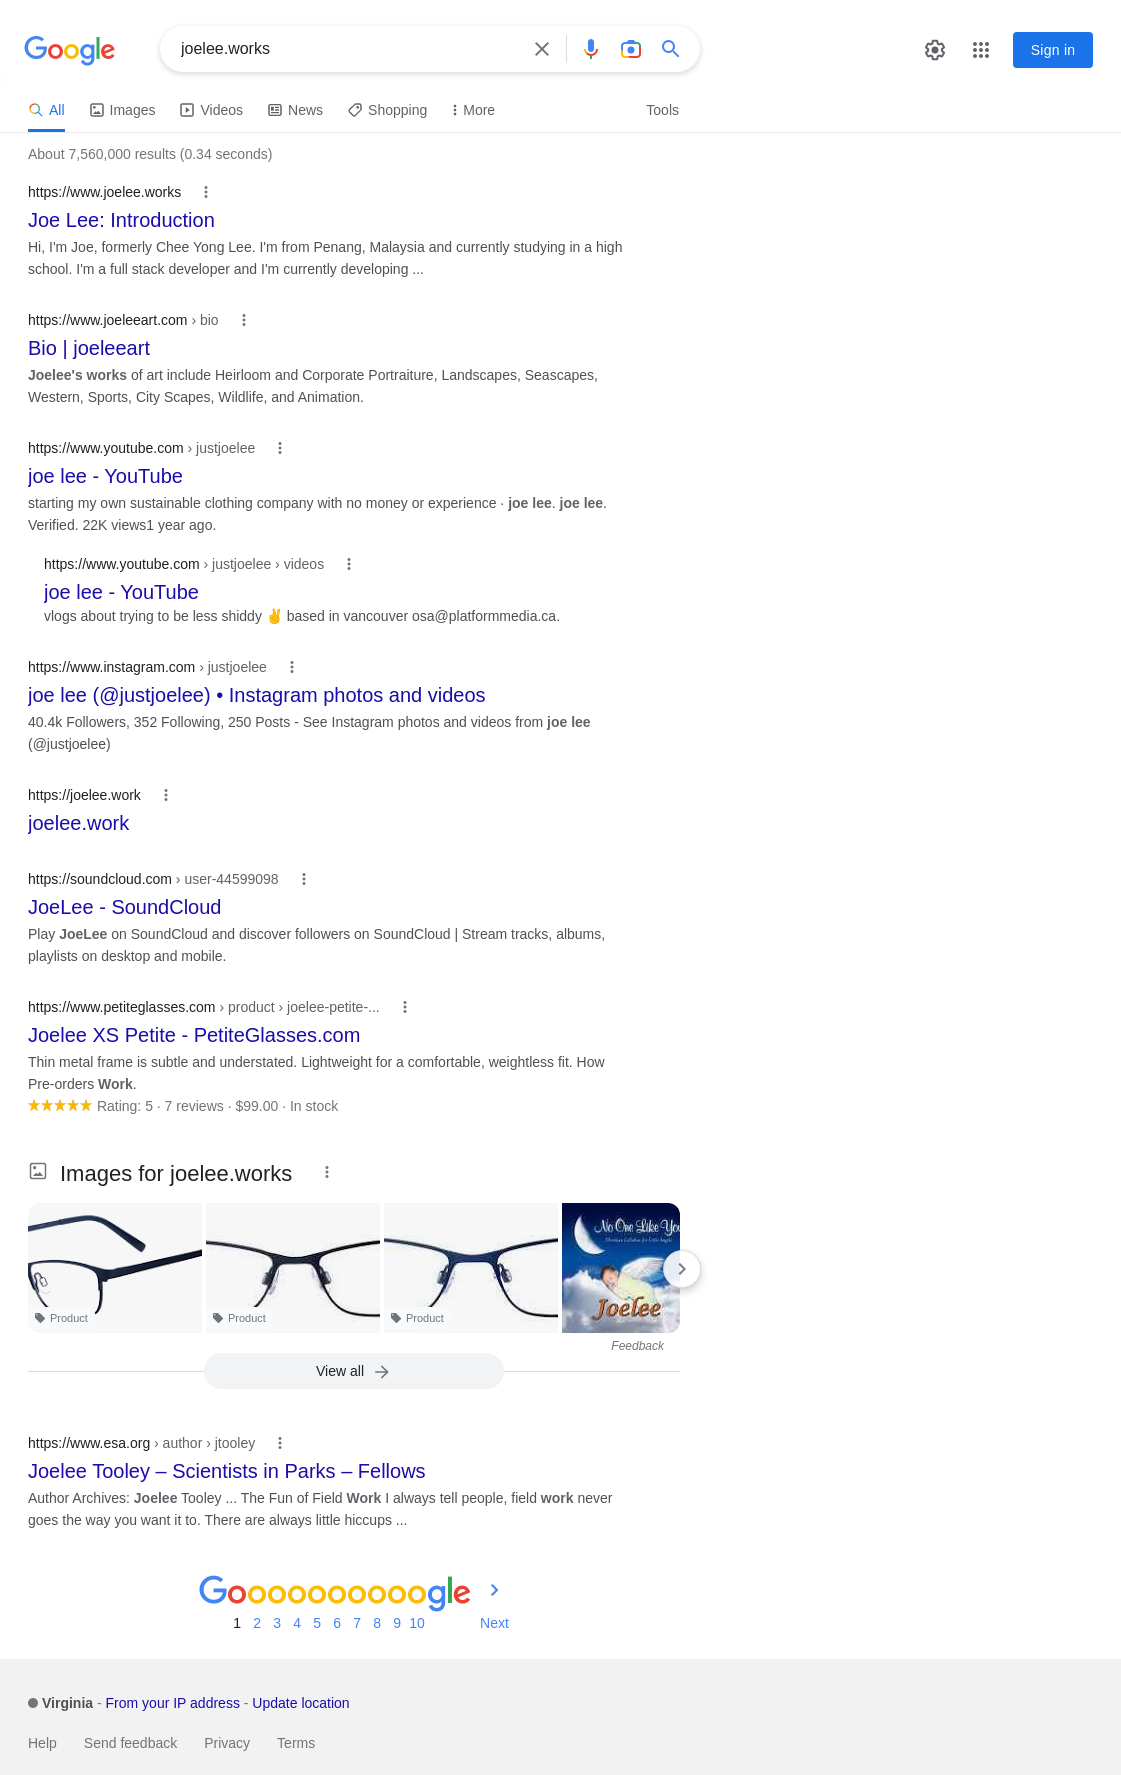 Google
joelee.works
Sign in
All
Images
Videos
News
Shopping
More
Tools
About 7,560,000 results (0.34 seconds)
https://www.joelee.works
Joe Lee: Introduction
Hi, I'm Joe, formerly Chee Yong Lee. I'm from Penang, Malaysia and currently studying in a high
school. I'm a full stack developer and I'm currently developing ...
https://www.joeleeart.com › bio
Bio | joeleeart
Joelee's works of art include Heirloom and Corporate Portraiture, Landscapes, Seascapes,
Western, Sports, City Scapes, Wildlife, and Animation.
https://www.youtube.com › justjoelee
joe lee - YouTube
starting my own sustainable clothing company with no money or experience · joe lee. joe lee.
Verified. 22K views1 year ago.
https://www.youtube.com › justjoelee › videos
joe lee - YouTube
vlogs about trying to be less shiddy ✌️ based in vancouver osa@platformmedia.ca.
https://www.instagram.com › justjoelee
joe lee (@justjoelee) • Instagram photos and videos
40.4k Followers, 352 Following, 250 Posts - See Instagram photos and videos from joe lee
(@justjoelee)
https://joelee.work
joelee.work
https://soundcloud.com › user-44599098
JoeLee - SoundCloud
Play JoeLee on SoundCloud and discover followers on SoundCloud | Stream tracks, albums,
playlists on desktop and mobile.
https://www.petiteglasses.com › product › joelee-petite-...
Joelee XS Petite - PetiteGlasses.com
Thin metal frame is subtle and understated. Lightweight for a comfortable, weightless fit. How
Pre-orders Work.
Rating: 5 · 7 reviews · $99.00 · In stock
Images for joelee.works
No One Like You
Joelee
Product
Product
Product
Feedback
View all
https://www.esa.org › author › jtooley
Joelee Tooley – Scientists in Parks – Fellows
Author Archives: Joelee Tooley ... The Fun of Field Work I always tell people, field work never
goes the way you want it to. There are always little hiccups ...
Goooooooooogle
1 2 3 4 5 6 7 8 9 10 Next
Virginia - From your IP address - Update location
Help Send feedback Privacy Terms